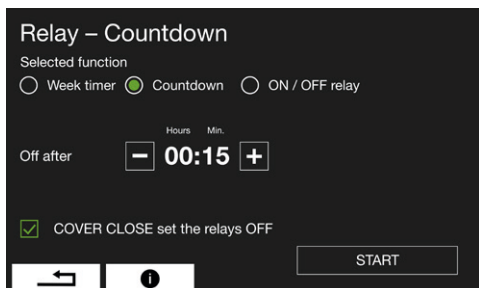 Relay – Countdown
Selected function
Week timer Countdown ON / OFF relay
Hours Min.
Off after − 00:15 +
COVER CLOSE set the relays OFF
START